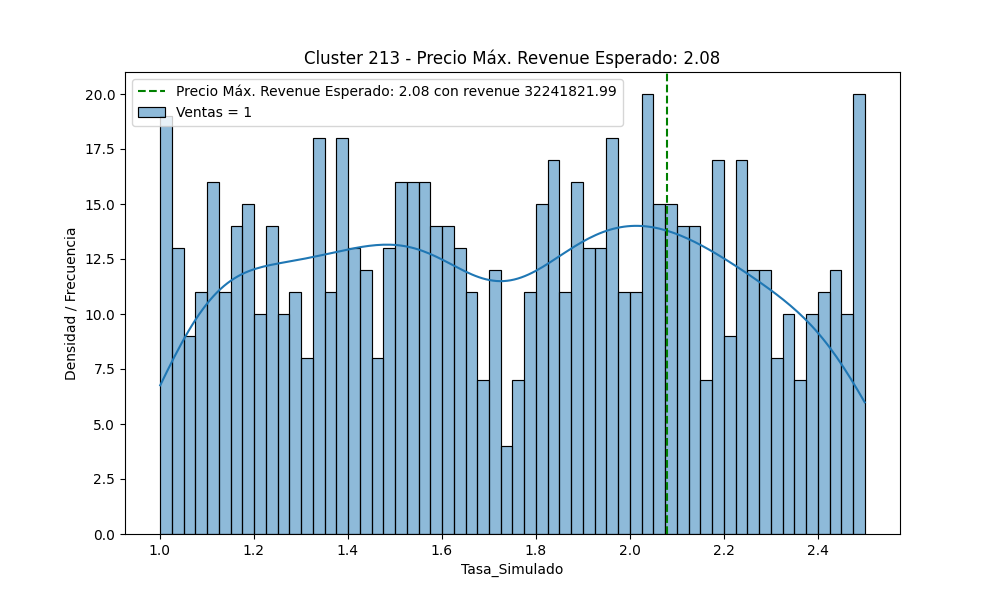 Cluster 213 - Precio Máx. Revenue Esperado: 2.08
Precio Máx. Revenue Esperado: 2.08 con revenue 32241821.99
Ventas = 1
20.0
17.5
15.0
12.5
10.0
7.5
5.0
2.5
0.0
Densidad / Frecuencia
1.0 1.2 1.4 1.6 1.8 2.0 2.2 2.4
Tasa_Simulado